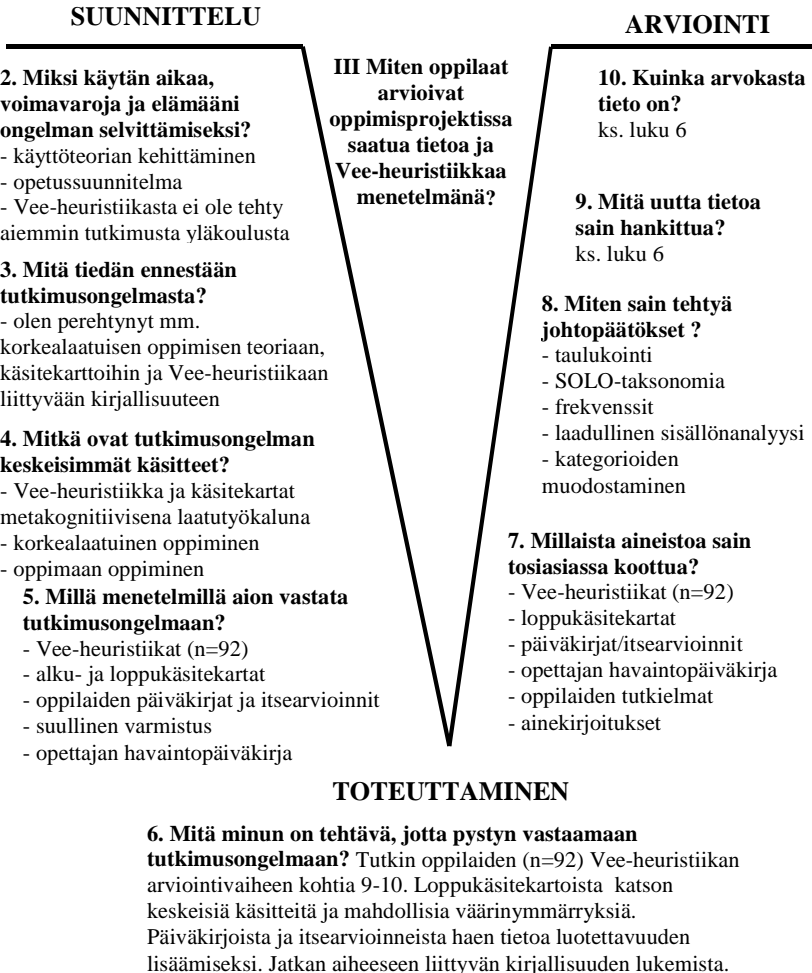 SUUNNITTELU
2. Miksi käytän aikaa,
voimavaroja ja elämääni
ongelman selvittämiseksi?
- käyttöteorian kehittäminen
- opetussuunnitelma
- Vee-heuristiikasta ei ole tehty
aiemmin tutkimusta yläkoulusta
3. Mitä tiedän ennestään
tutkimusongelmasta?
- olen perehtynyt mm.
korkealaatuisen oppimisen teoriaan,
käsitekarttoihin ja Vee-heuristiikaan
liittyvään kirjallisuuteen
4. Mitkä ovat tutkimusongelman
keskeisimmät käsitteet?
- Vee-heuristiikka ja käsitekartat
metakognitiivisena laatutyökaluna
- korkealaatuinen oppiminen
- oppimaan oppiminen
5. Millä menetelmillä aion vastata
tutkimusongelmaan?
- Vee-heuristiikat (n=92)
- alku- ja loppukäsitekartat
- oppilaiden päiväkirjat ja itsearvioinnit
- suullinen varmistus
- opettajan havaintopäiväkirja
III Miten oppilaat
arvioivat
oppimisprojektissa
saatua tietoa ja
Vee-heuristiikkaa
menetelmänä?
ARVIOINTI
10. Kuinka arvokasta
tieto on?
ks. luku 6
9. Mitä uutta tietoa
sain hankittua?
ks. luku 6
8. Miten sain tehtyä
johtopäätökset ?
- taulukointi
- SOLO-taksonomia
- frekvenssit
- laadullinen sisällönanalyysi
- kategorioiden
muodostaminen
7. Millaista aineistoa sain
tosiasiassa koottua?
- Vee-heuristiikat (n=92)
- loppukäsitekartat
- päiväkirjat/itsearvioinnit
- opettajan havaintopäiväkirja
- oppilaiden tutkielmat
- ainekirjoitukset
TOTEUTTAMINEN
6. Mitä minun on tehtävä, jotta pystyn vastaamaan
tutkimusongelmaan? Tutkin oppilaiden (n=92) Vee-heuristiikan
arviointivaiheen kohtia 9-10. Loppukäsitekartoista katson
keskeisiä käsitteitä ja mahdollisia väärinymmärryksiä.
Päiväkirjoista ja itsearvioinneista haen tietoa luotettavuuden
lisäämiseksi. Jatkan aiheeseen liittyvän kirjallisuuden lukemista.